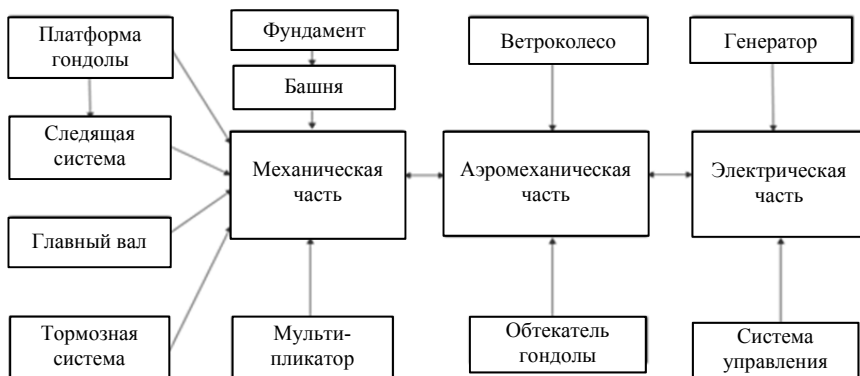 Платформа
гондолы
Фундамент
Ветроколесо
Генератор
Башня
Следящая
система
Механическая
часть
Аэромеханическая
часть
Электрическая
часть
Главный вал
Тормозная
система
Мульти-
пликатор
Обтекатель
гондолы
Система
управления